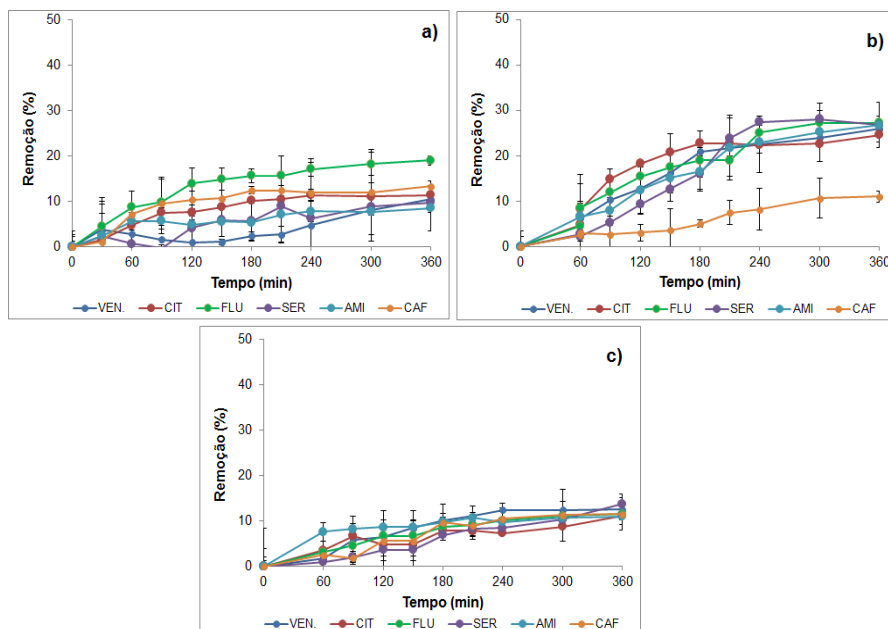 a)
Remoção (%)
50
40
30
20
10
0
0 60 120 180 240 300 360
Tempo (min)
VEN. CIT FLU SER AMI CAF
b)
Remoção (%)
50
40
30
20
10
0
0 60 120 180 240 300 360
Tempo (min)
VEN. CIT FLU SER AMI CAF
c)
Remoção (%)
50
40
30
20
10
0
0 60 120 180 240 300 360
Tempo (min)
VEN. CIT FLU SER AMI CAF